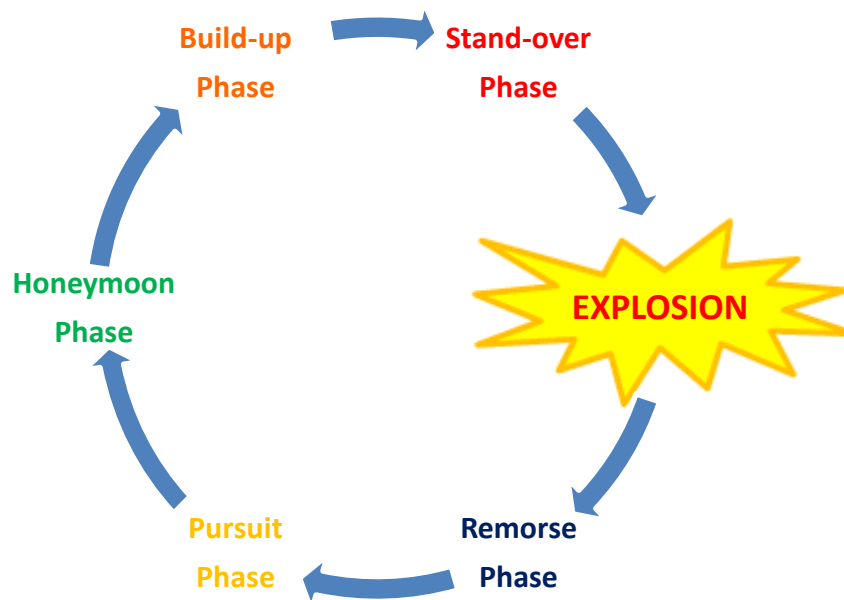 Build-up
Phase
Stand-over
Phase
EXPLOSION
Remorse
Phase
Pursuit
Phase
Honeymoon
Phase